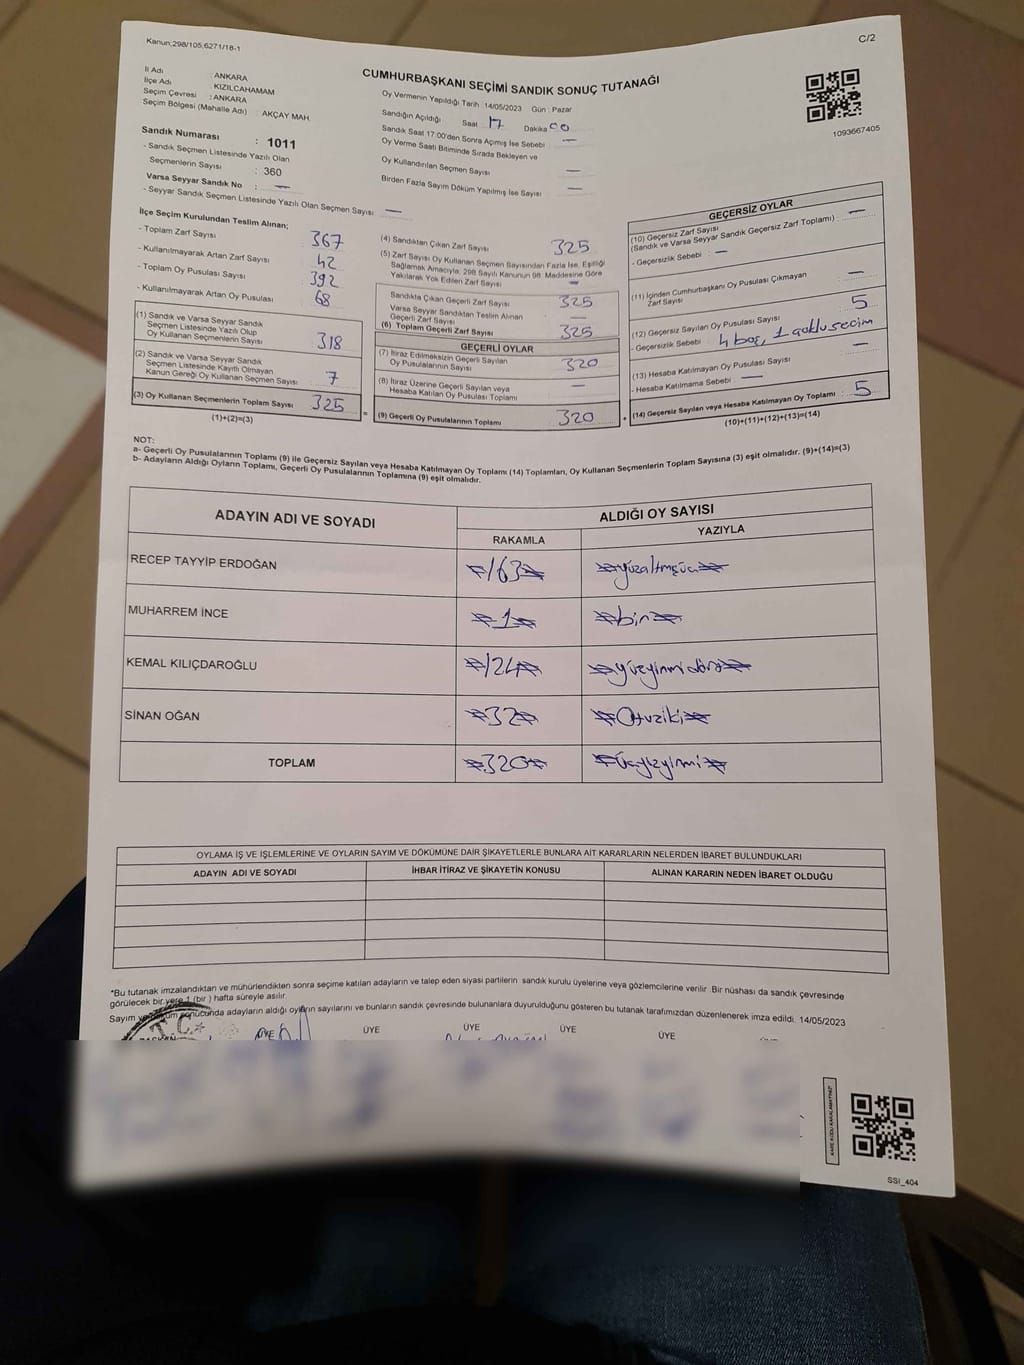 Kanun;298/105,6271/18-1
C/2
CUMHURBAŞKANI SEÇİMİ SANDIK SONUÇ TUTANAĞI
İl Adı : ANKARA
İlçe Adı KIZILCAHAMAM
Seçim Çevresi : ANKARA
Seçim Bölgesi (Mahalle Adı) : AKÇAY MAH.
Sandık Numarası : 1011
- Sandık Seçmen Listesinde Yazılı Olan
Seçmenlerin Sayısı : 360
Varsa Seyyar Sandık No : —
- Seyyar Sandık Seçmen Listesinde Yazılı Olan Seçmen Sayısı : —
Oy Vermenin Yapıldığı Tarih :14/05/2023 Gün : Pazar
Sandığın Açıldığı Saat 17 Dakika 00
Sandık Saat 17.00'den Sonra Açılmış İse Sebebi : —
Oy Verme Saati Bitiminde Sırada Bekleyen ve
Oy Kullandırılan Seçmen Sayısı —
Birden Fazla Sayım Döküm Yapılmış İse Sayısı —
1093667405
İlçe Seçim Kurulundan Teslim Alınan;
- Toplam Zarf Sayısı 367
- Kullanılmayarak Artan Zarf Sayısı 42
- Toplam Oy Pusulası Sayısı 392
- Kullanılmayarak Artan Oy Pusulası 68
(1) Sandık ve Varsa Seyyar Sandık
Seçmen Listesinde Yazılı Olup
Oy Kullanan Seçmenlerin Sayısı 318
(2) Sandık ve Varsa Seyyar Sandık
Seçmen Listesinde Kayıtlı Olmayan
Kanun Gereği Oy Kullanan Seçmen Sayısı 7
(3) Oy Kullanan Seçmenlerin Toplam Sayısı 325
(1)+(2)=(3)
(4) Sandıktan Çıkan Zarf Sayısı 325
(5) Zarf Sayısı Oy Kullanan Seçmen Sayısından Fazla İse, Eşitliği
Sağlamak Amacıyla, 298 Sayılı Kanunun 98. Maddesine Göre
Yakılarak Yok Edilen Zarf Sayısı —
Sandıkta Çıkan Geçerli Zarf Sayısı 325
Varsa Seyyar Sandıktan Teslim Alınan
Geçerli Zarf Sayısı —
(6) Toplam Geçerli Zarf Sayısı 325
GEÇERLİ OYLAR
(7) İtiraz Edilmeksizin Geçerli Sayılan
Oy Pusulalarının Sayısı 320
(8) İtiraz Üzerine Geçerli Sayılan veya
Hesaba Katılan Oy Pusulası Toplamı —
= (9) Geçerli Oy Pusulalarının Toplamı 320
GEÇERSİZ OYLAR
(10) Geçersiz Zarf Sayısı
(Sandık ve Varsa Seyyar Sandık Geçersiz Zarf Toplamı) : —
- Geçersizlik Sebebi : —
(11) İçinden Cumhurbaşkanı Oy Pusulası Çıkmayan
Zarf Sayısı —
(12) Geçersiz Sayılan Oy Pusulası Sayısı 5
- Geçersizlik Sebebi 4 boş, 1 çoklu secim
(13) Hesaba Katılmayan Oy Pusulası Sayısı —
- Hesaba Katılmama Sebebi : —
+ (14) Geçersiz Sayılan veya Hesaba Katılmayan Oy Toplamı 5
(10)+(11)+(12)+(13)=(14)
NOT:
a- Geçerli Oy Pusulalarının Toplamı (9) ile Geçersiz Sayılan veya Hesaba Katılmayan Oy Toplamı (14) Toplamları, Oy Kullanan Seçmenlerin Toplam Sayısına (3) eşit olmalıdır. (9)+(14)=(3)
b- Adayların Aldığı Oyların Toplamı, Geçerli Oy Pusulalarının Toplamına (9) eşit olmalıdır.
ADAYIN ADI VE SOYADI ALDIĞI OY SAYISI
RAKAMLA YAZIYLA
RECEP TAYYİP ERDOĞAN 163 yüzaltmışüç
MUHARREM İNCE 1 bir
KEMAL KILIÇDAROĞLU 124 yüzyirmi dört
SİNAN OĞAN 32 Otuziki
TOPLAM 320 üçyüzyirmi
OYLAMA İŞ VE İŞLEMLERİNE VE OYLARIN SAYIM VE DÖKÜMÜNE DAİR ŞİKAYETLERLE BUNLARA AİT KARARLARIN NELERDEN İBARET BULUNDUKLARI
ADAYIN ADI VE SOYADI İHBAR İTİRAZ VE ŞİKAYETİN KONUSU ALINAN KARARIN NEDEN İBARET OLDUĞU
*Bu tutanak imzalandıktan ve mühürlendikten sonra seçime katılan adayların ve talep eden siyasi partilerin sandık kurulu üyelerine veya gözlemcilerine verilir. Bir nüshası da sandık çevresinde
görülecek bir yere 1 (bir) hafta süreyle asılır.
Sayım ve döküm sonucunda adayların aldığı oyların sayılarını ve bunların sandık çevresinde bulunanlara duyurulduğunu gösteren bu tutanak tarafımızdan düzenlenerek imza edildi. 14/05/2023
T.C.
BAŞKAN ÜYE ÜYE ÜYE ÜYE ÜYE
SSI_404